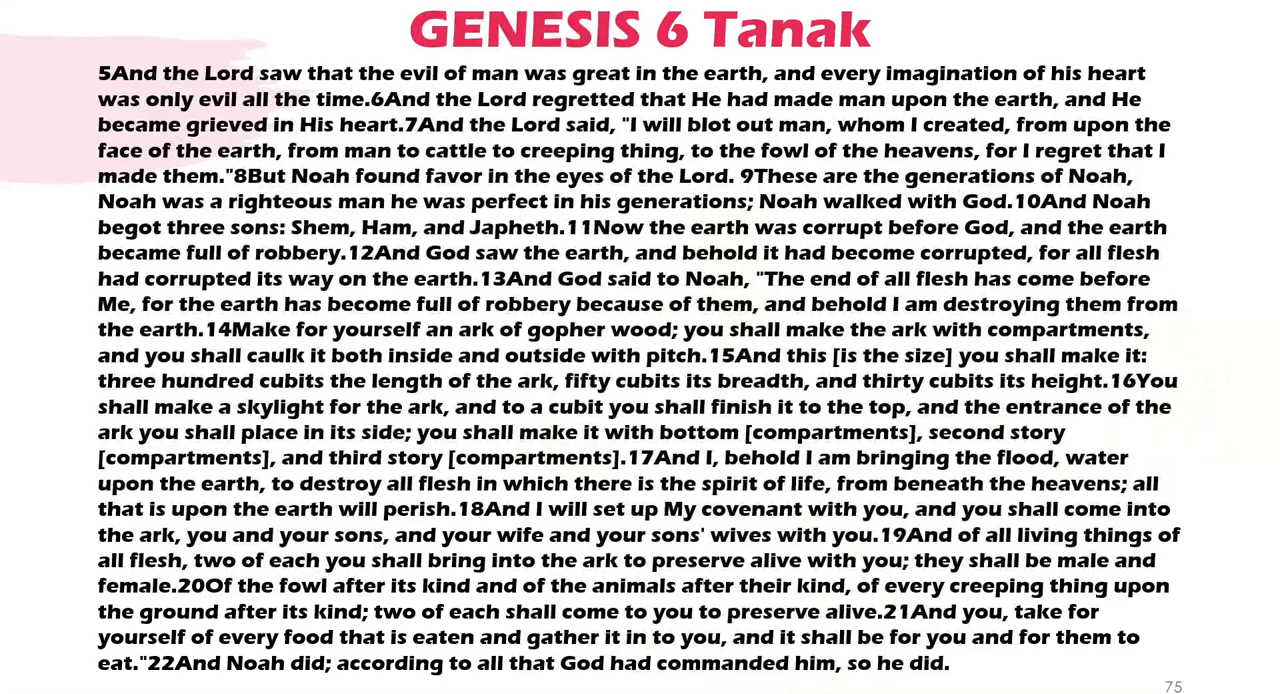 GENESIS 6 Tanak
5And the Lord saw that the evil of man was great in the earth, and every imagination of his heart
was only evil all the time.6And the Lord regretted that He had made man upon the earth, and He
became grieved in His heart.7And the Lord said, "I will blot out man, whom I created, from upon the
face of the earth, from man to cattle to creeping thing, to the fowl of the heavens, for I regret that I
made them."8But Noah found favor in the eyes of the Lord. 9These are the generations of Noah,
Noah was a righteous man he was perfect in his generations; Noah walked with God.10And Noah
begot three sons: Shem, Ham, and Japheth.11Now the earth was corrupt before God, and the earth
became full of robbery.12And God saw the earth, and behold it had become corrupted, for all flesh
had corrupted its way on the earth.13And God said to Noah, "The end of all flesh has come before
Me, for the earth has become full of robbery because of them, and behold I am destroying them from
the earth.14Make for yourself an ark of gopher wood; you shall make the ark with compartments,
and you shall caulk it both inside and outside with pitch.15And this [is the size] you shall make it:
three hundred cubits the length of the ark, fifty cubits its breadth, and thirty cubits its height.16You
shall make a skylight for the ark, and to a cubit you shall finish it to the top, and the entrance of the
ark you shall place in its side; you shall make it with bottom [compartments], second story
[compartments], and third story [compartments].17And I, behold I am bringing the flood, water
upon the earth, to destroy all flesh in which there is the spirit of life, from beneath the heavens; all
that is upon the earth will perish.18And I will set up My covenant with you, and you shall come into
the ark, you and your sons, and your wife and your sons' wives with you.19And of all living things of
all flesh, two of each you shall bring into the ark to preserve alive with you; they shall be male and
female.20Of the fowl after its kind and of the animals after their kind, of every creeping thing upon
the ground after its kind; two of each shall come to you to preserve alive.21And you, take for
yourself of every food that is eaten and gather it in to you, and it shall be for you and for them to
eat."22And Noah did; according to all that God had commanded him, so he did.
75